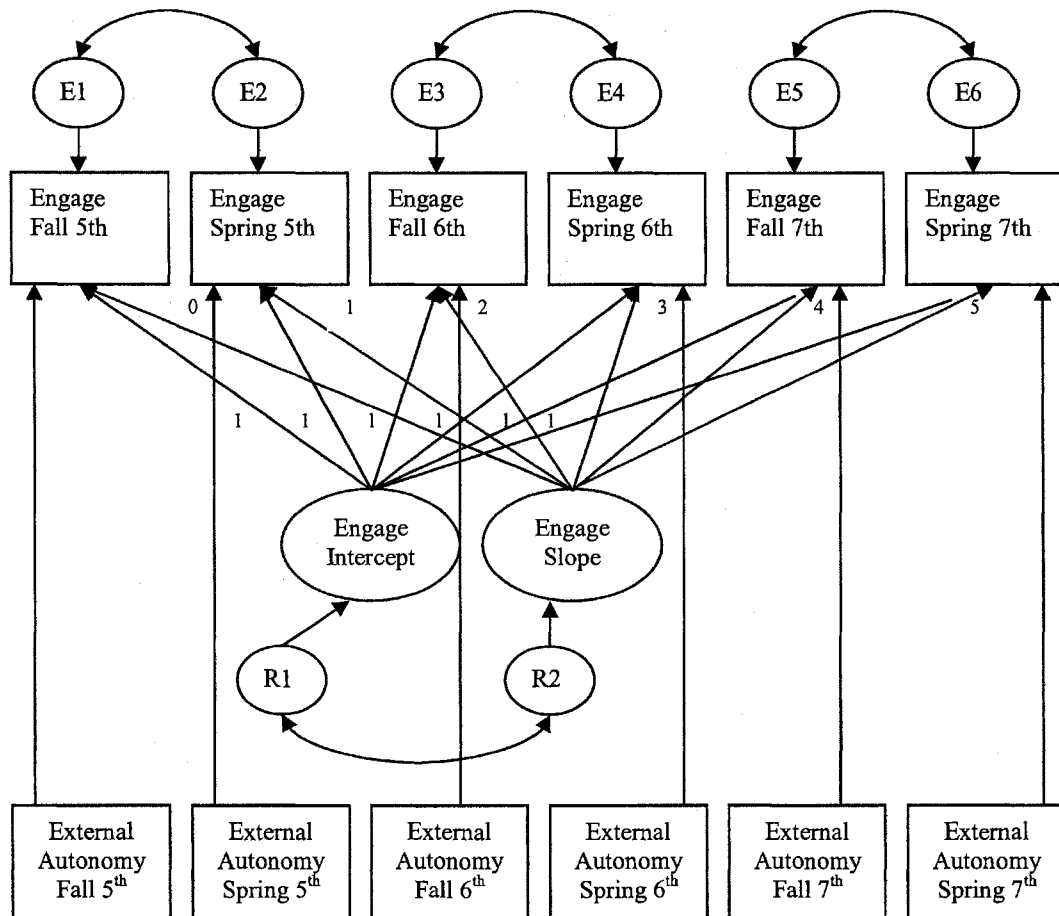 E1
E2
E3
E4
E5
E6
Engage
Fall 5th
Engage
Spring 5th
Engage
Fall 6th
Engage
Spring 6th
Engage
Fall 7th
Engage
Spring 7th
0
1
2
3
4
5
1
1
1
1
1
1
Engage
Intercept
Engage
Slope
R1
R2
External
Autonomy
Fall 5th
External
Autonomy
Spring 5th
External
Autonomy
Fall 6th
External
Autonomy
Spring 6th
External
Autonomy
Fall 7th
External
Autonomy
Spring 7th